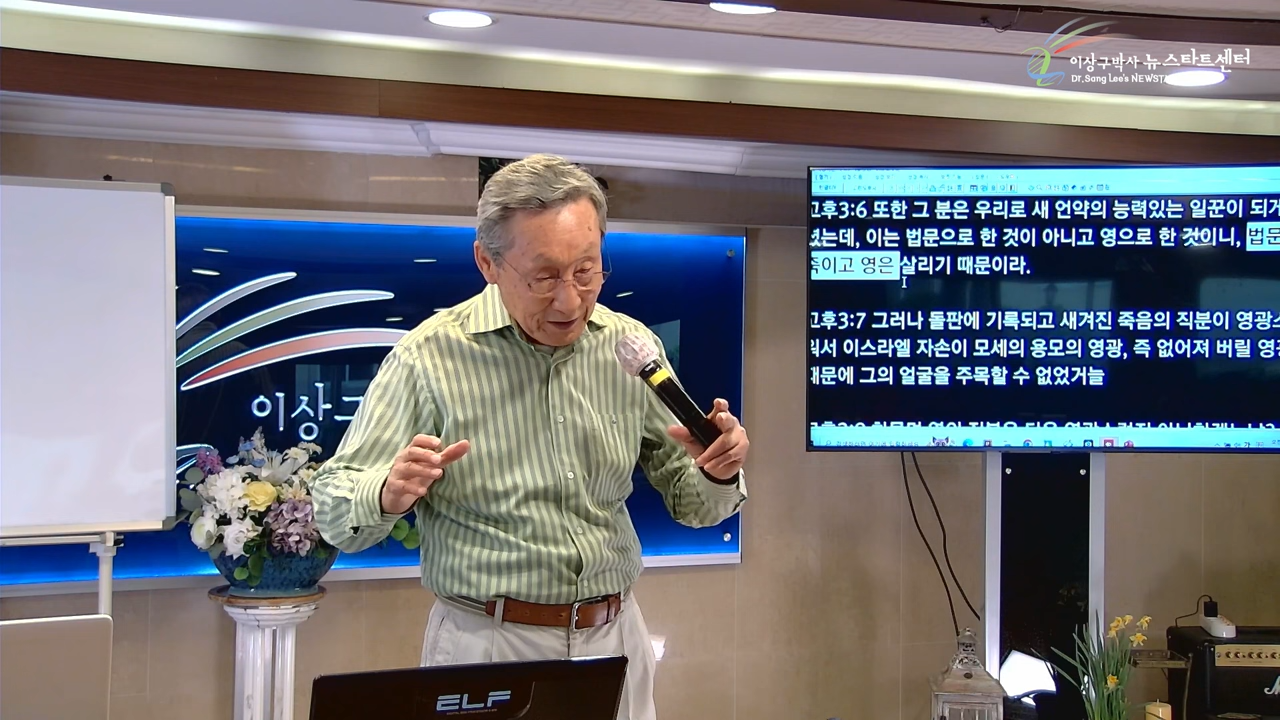 이상구박사 뉴스타트센터
Dr.Sang Lee's NEWST
이상구
고후3:6 또한 그 분은 우리로 새 언약의 능력있는 일꾼이 되게
셨는데, 이는 법문으로 한 것이 아니고 영으로 한 것이니, 법문
죽이고 영은 살리기 때문이라.
고후3:7 그러나 돌판에 기록되고 새겨진 죽음의 직분이 영광스
워서 이스라엘 자손이 모세의 용모의 영광, 즉 없어져 버릴 영광
때문에 그의 얼굴을 주목할 수 없었거늘
ELF